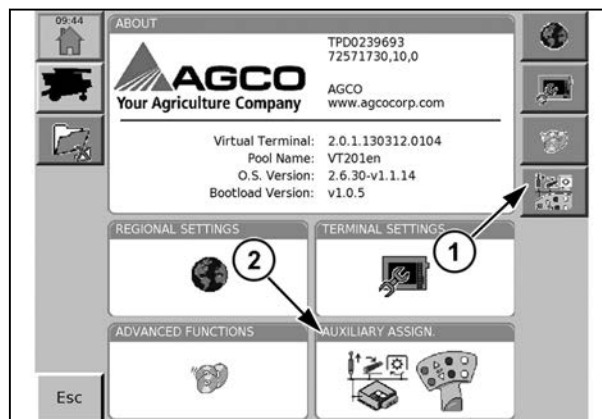 09:44
ABOUT
TPD0239693
72571730,10,0
AGCO
Your Agriculture Company
AGCO
www.agcocorp.com
Virtual Terminal: 2.0.1.130312.0104
Pool Name: VT201en
O.S. Version: 2.6.30-v1.1.14
Bootload Version: v1.0.5
REGIONAL SETTINGS
TERMINAL SETTINGS
1
2
ADVANCED FUNCTIONS
AUXILIARY ASSIGN.
Esc